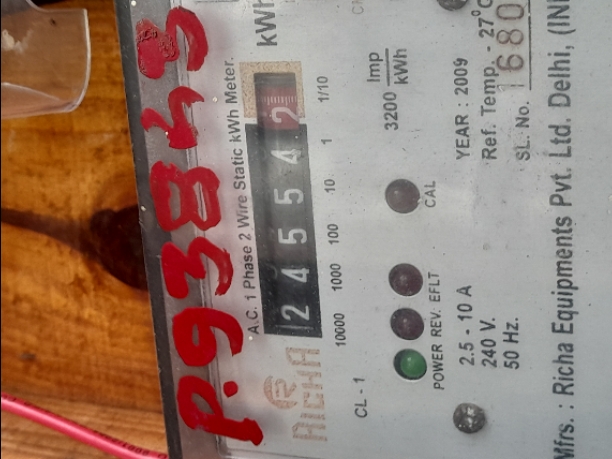 P.93843
A.C. 1 Phase 2 Wire Static kWh Meter.
RICHA 2 4 5 5 4 2 kWh
10000 1000 100 10 1 1/10
CL - 1 3200 Imp/kWh
POWER REV. EFLT CAL
2.5 - 10 A YEAR : 2009
240 V. Ref. Temp. - 27°C
50 Hz. SL. No. 1680
Mfrs. : Richa Equipments Pvt. Ltd. Delhi, (IN